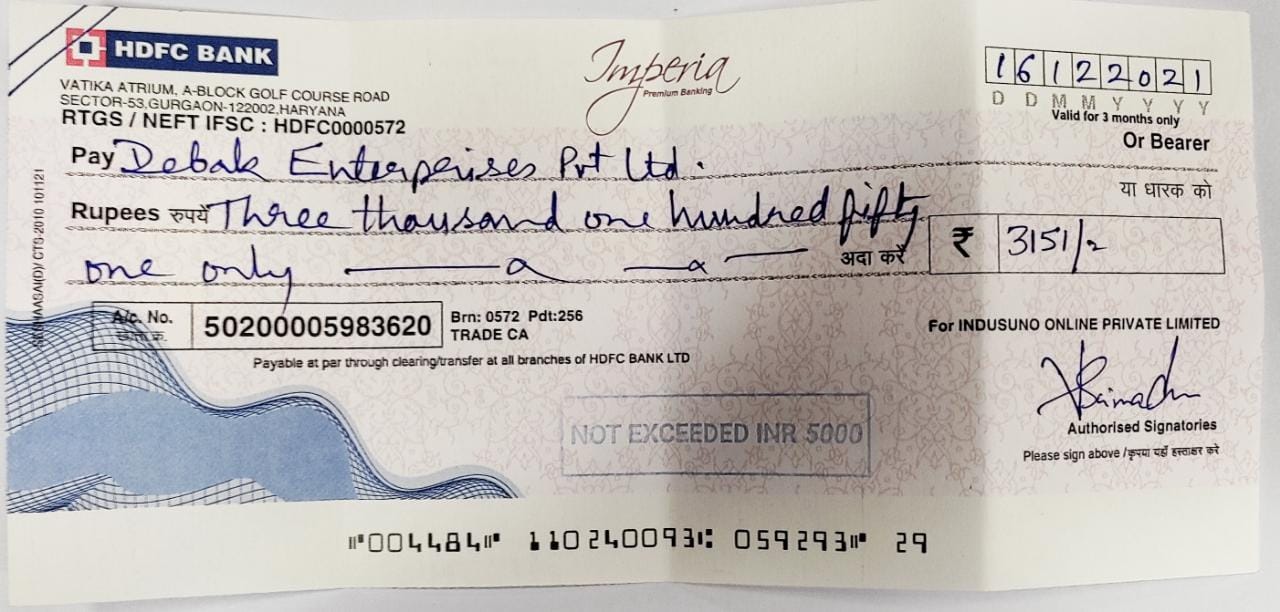 HDFC BANK
Imperia
Premium Banking
VATIKA ATRIUM, A-BLOCK GOLF COURSE ROAD
SECTOR-53,GURGAON-122002,HARYANA
RTGS / NEFT IFSC : HDFC0000572
16122021
D D M M Y Y Y Y
Valid for 3 months only
Pay Debak Enterprises Pvt Ltd.
Or Bearer
या धारक को
Rupees रुपयें Three thousand one hundred fifty
one only
अदा करें
₹ 3151/-
A/c. No. 50200005983620
Brn: 0572 Pdt:256
TRADE CA
Payable at par through clearing/transfer at all branches of HDFC BANK LTD
For INDUSUNO ONLINE PRIVATE LIMITED
NOT EXCEEDED INR 5000
Authorised Signatories
Please sign above /कृपया यहाँ हस्ताक्षर करे
⑈004484⑈ 110240093⑆ 059293⑈ 29
CTS-2010 101121